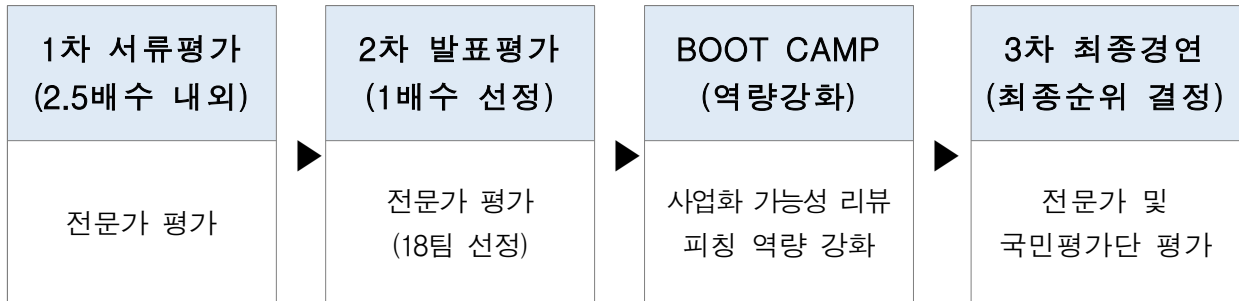 1차 서류평가
(2.5배수 내외)
전문가 평가
▶
2차 발표평가
(1배수 선정)
전문가 평가
(18팀 선정)
▶
BOOT CAMP
(역량강화)
사업화 가능성 리뷰
피칭 역량 강화
▶
3차 최종경연
(최종순위 결정)
전문가 및
국민평가단 평가